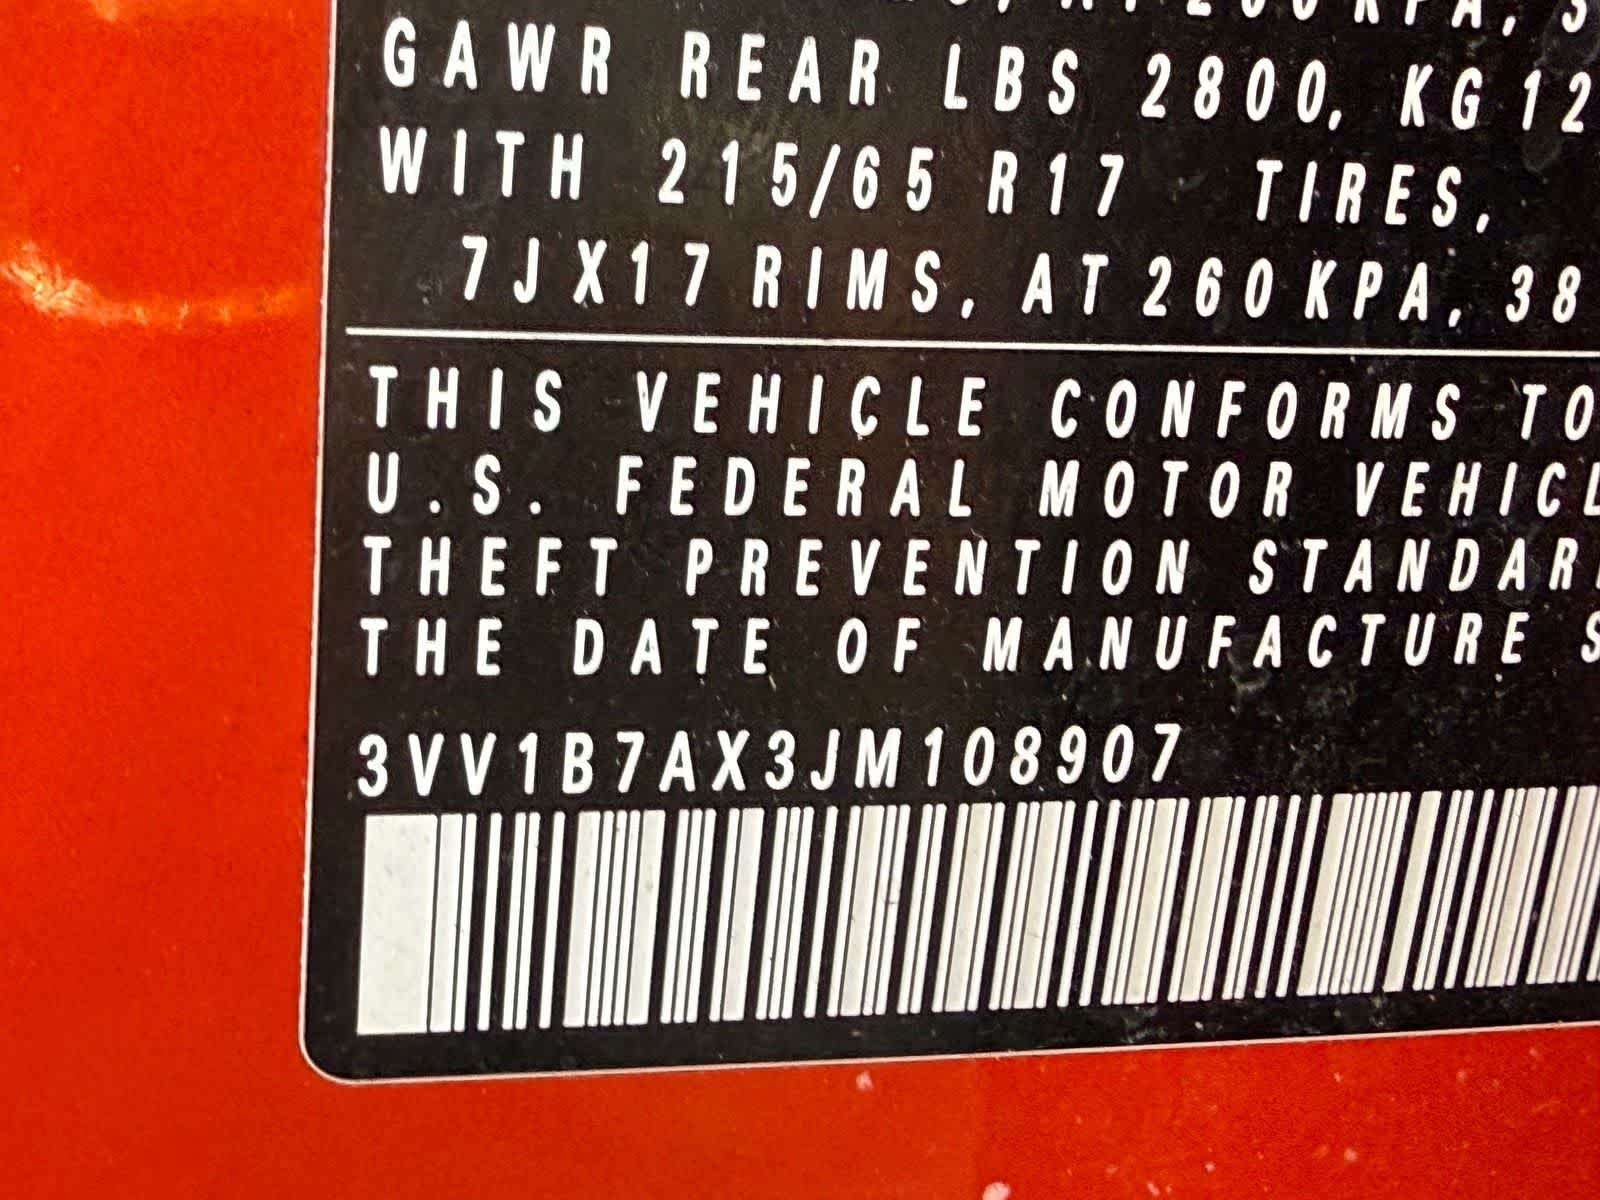 GAWR REAR LBS 2800, KG 12
WITH 215/65 R17 TIRES,
7JX17 RIMS, AT 260 KPA, 38
THIS VEHICLE CONFORMS TO
U.S. FEDERAL MOTOR VEHICL
THEFT PREVENTION STANDAR
THE DATE OF MANUFACTURE S
3VV1B7AX3JM108907